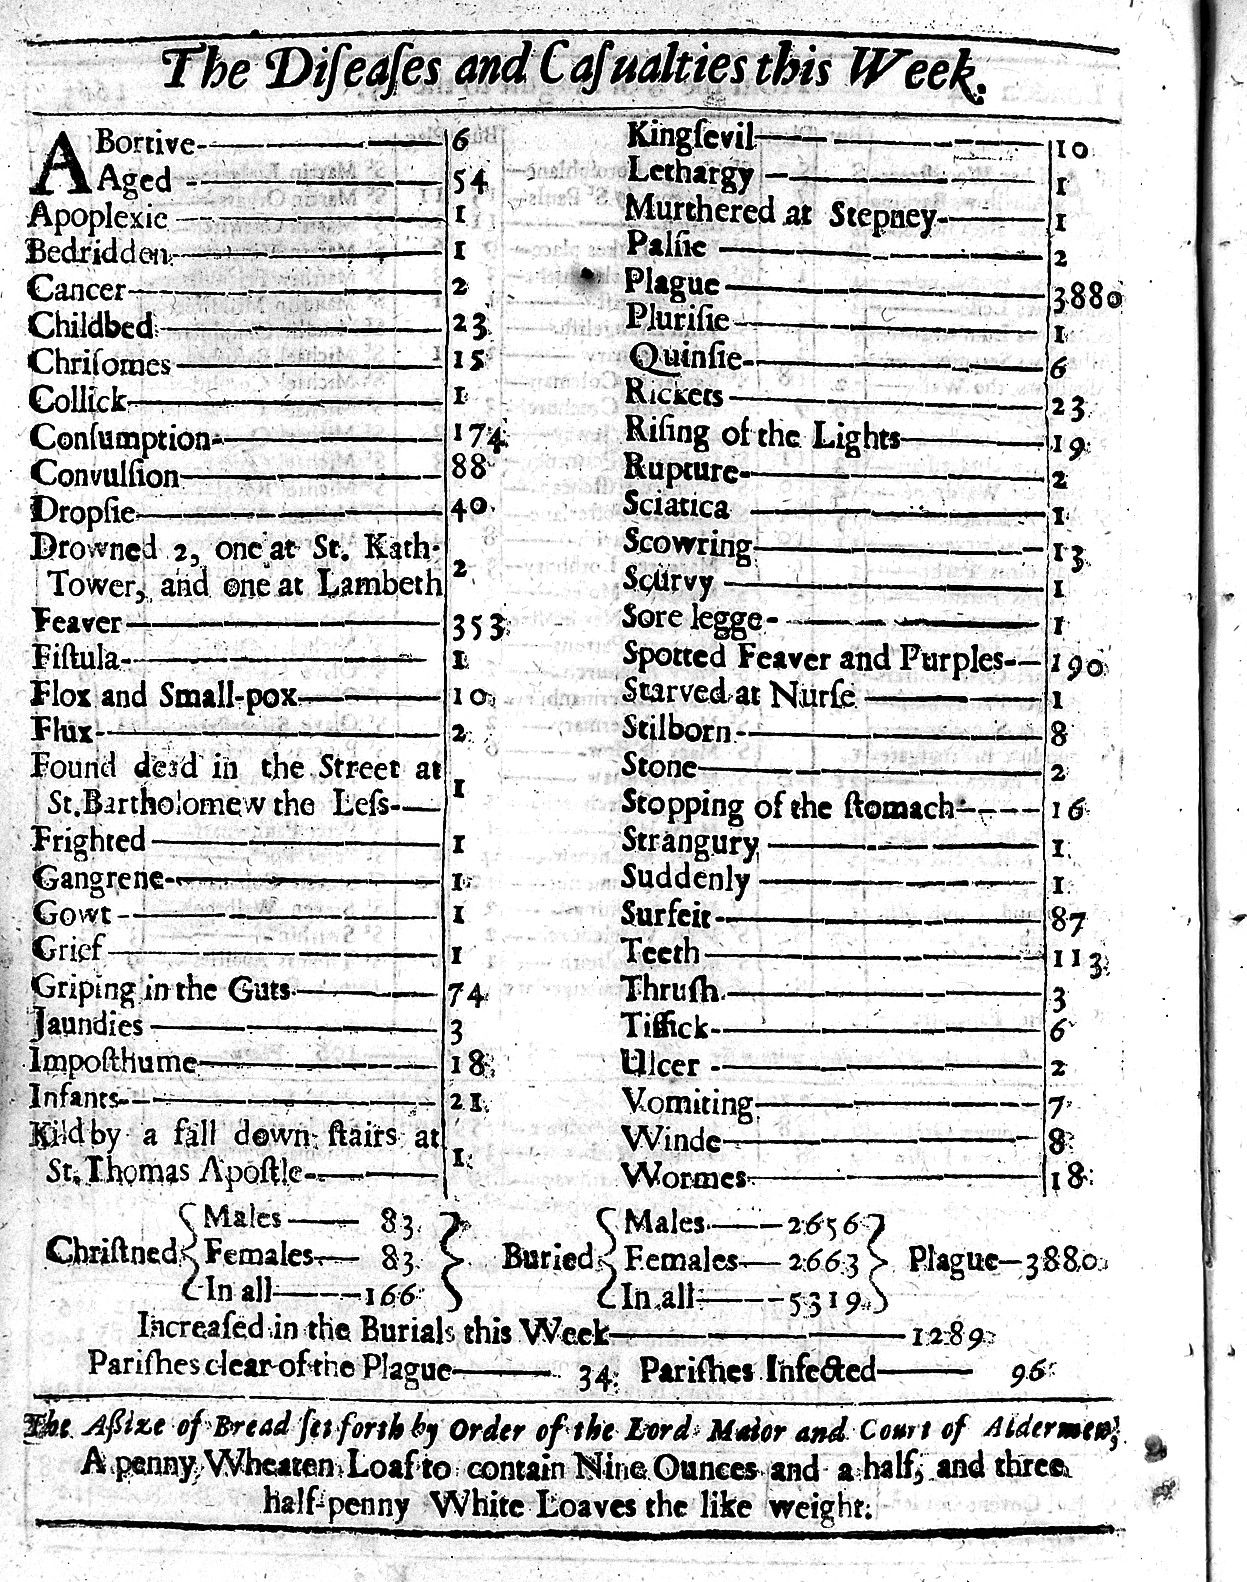 The Diſeaſes and Caſualties this Week.
ABortive 6
Aged 54
Apoplexie 1
Bedridden 1
Cancer 2
Childbed 23
Chriſomes 15
Collick 1
Conſumption 174
Convulſion 88
Dropſie 40
Drowned 2, one at St. Kath-
Tower, and one at Lambeth 2
Feaver 353
Fiſtula 1
Flox and Small-pox 10
Flux 2
Found dead in the Street at
St. Bartholomew the Leſs 1
Frighted 1
Gangrene 1
Gowt 1
Grief 1
Griping in the Guts 74
Jaundies 3
Impoſthume 18
Infants 21
Kild by a fall down ſtairs at
St. Thomas Apoſtle 1
Kingſevil 10
Lethargy 1
Murthered at Stepney 1
Palſie 2
Plague 3880
Pluriſie 1
Quinſie 6
Rickets 23
Riſing of the Lights 19
Rupture 2
Sciatica 1
Scowring 13
Scurvy 1
Sore legge 1
Spotted Feaver and Purples 190
Starved at Nurſe 1
Stilborn 8
Stone 2
Stopping of the ſtomach 16
Strangury 1
Suddenly 1
Surfeit 87
Teeth 113
Thruſh 3
Tiſſick 6
Ulcer 2
Vomiting 7
Winde 8
Wormes 18
Chriſtned Males 83 Females 83 In all 166
Buried Males 2656 Females 2663 In all 5319 Plague 3880
Increaſed in the Burials this Week 1289
Pariſhes clear of the Plague 34 Pariſhes Infected 96
The Aſſize of Bread ſet forth by Order of the Lord Maior and Court of Aldermen,
A penny Wheaten Loaf to contain Nine Ounces and a half, and three
half-penny White Loaves the like weight.